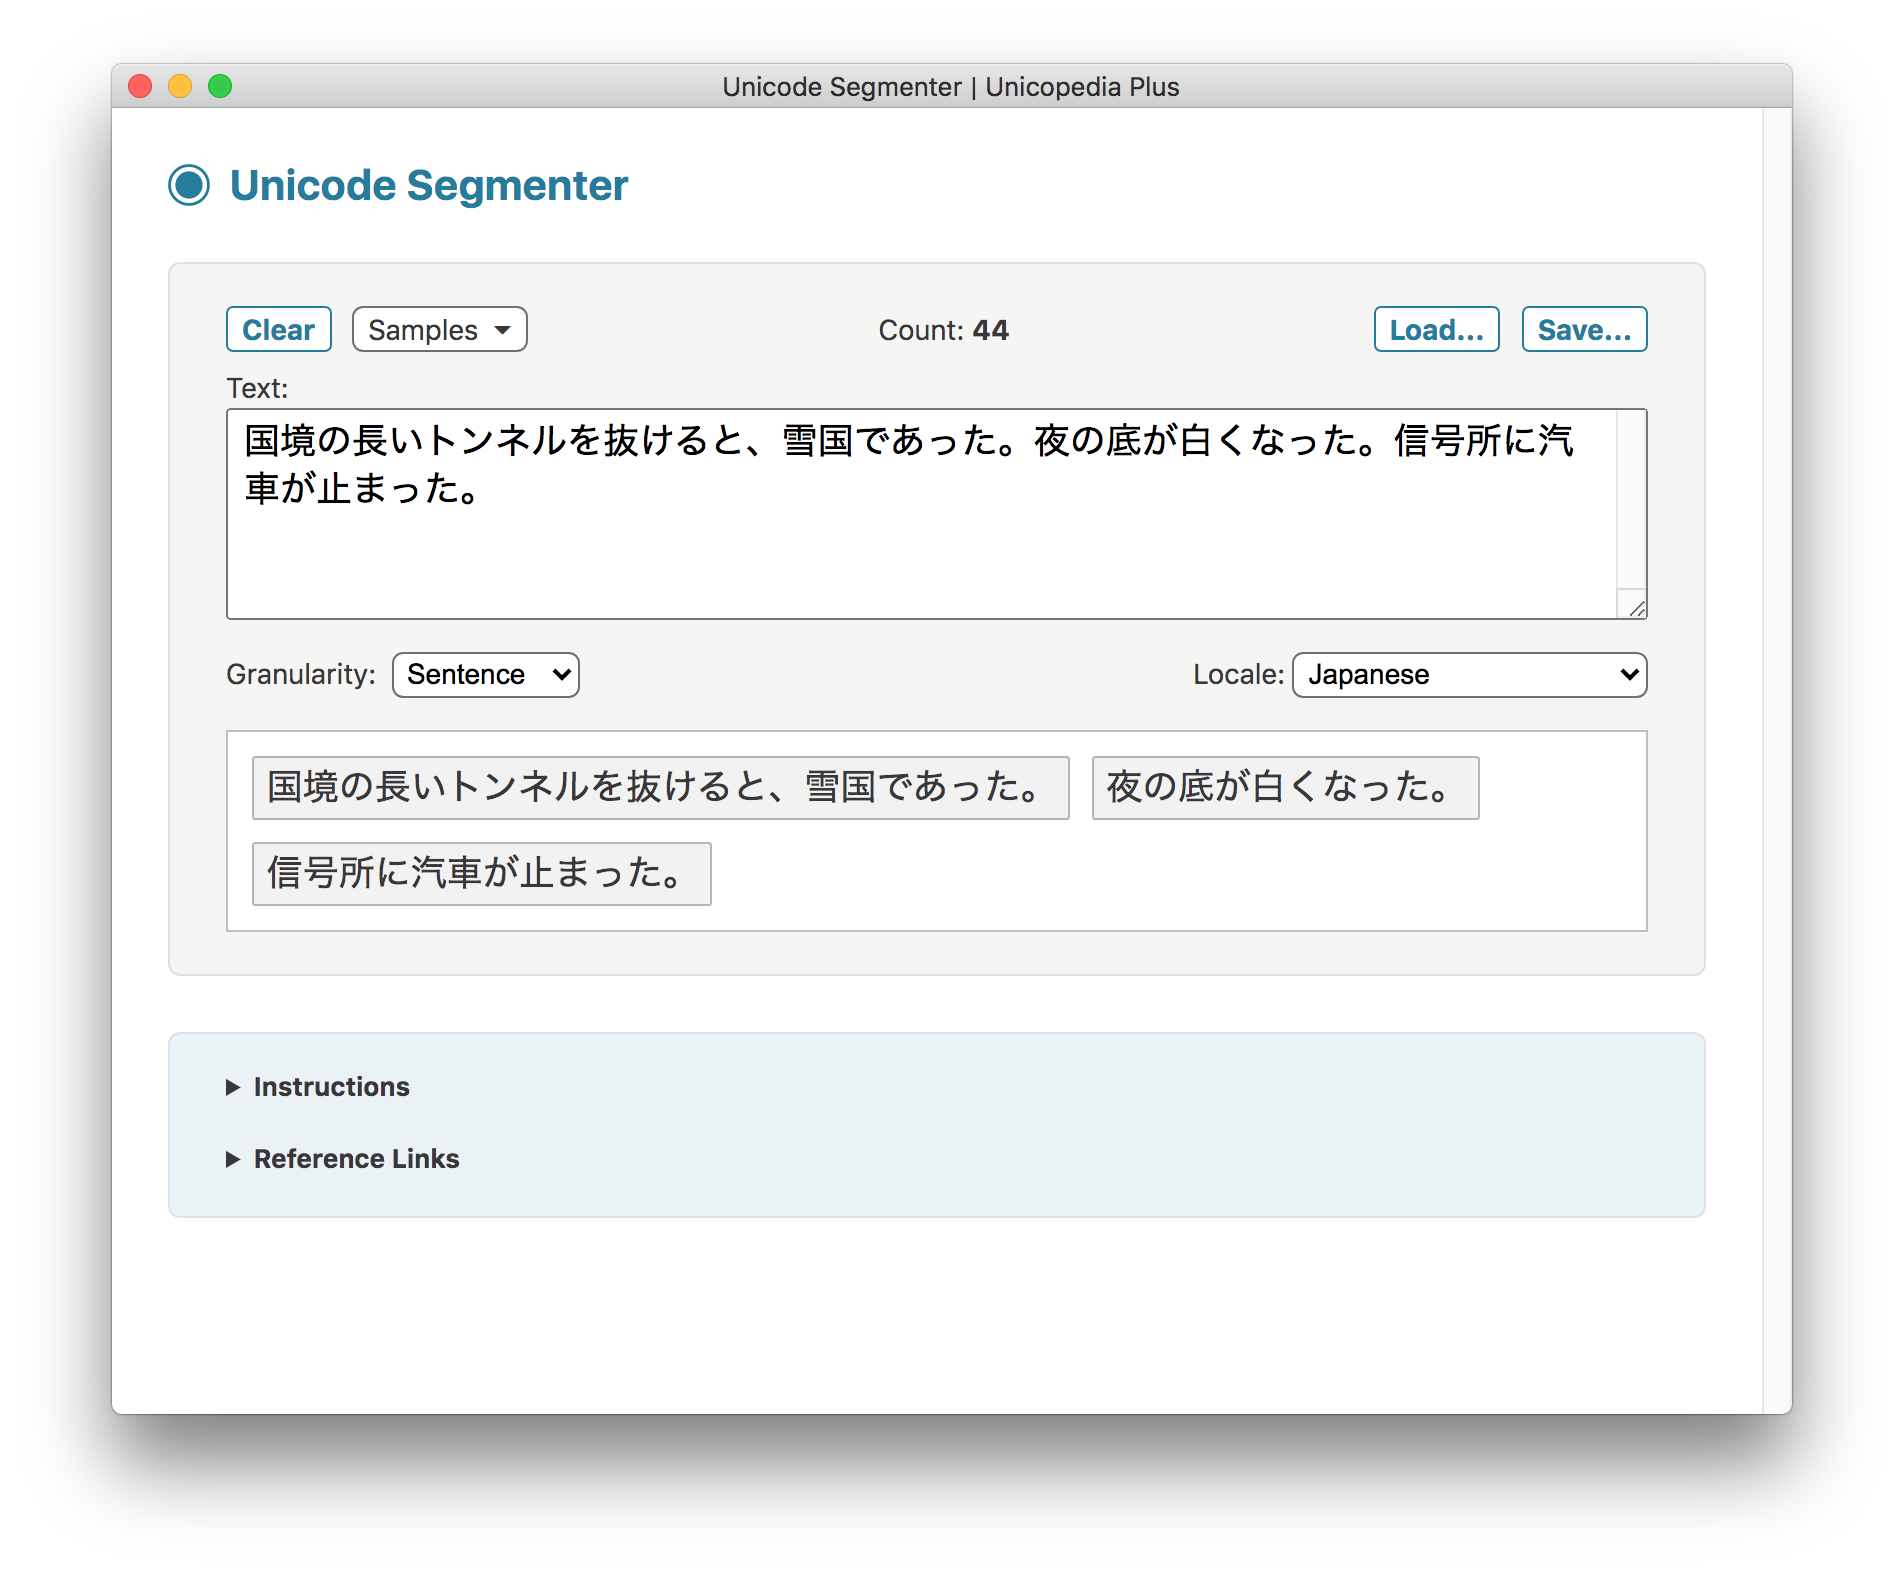 Unicode Segmenter | Unicopedia Plus
Unicode Segmenter
Clear Samples Count: 44 Load... Save...
Text:
国境の長いトンネルを抜けると、雪国であった。夜の底が白くなった。信号所に汽
車が止まった。
Granularity: Sentence Locale: Japanese
国境の長いトンネルを抜けると、雪国であった。 夜の底が白くなった。
信号所に汽車が止まった。
Instructions
Reference Links